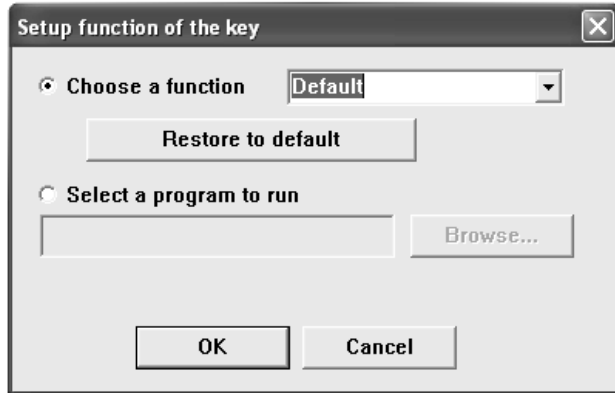 Setup function of the key
Choose a function Default
Restore to default
Select a program to run
Browse...
OK Cancel